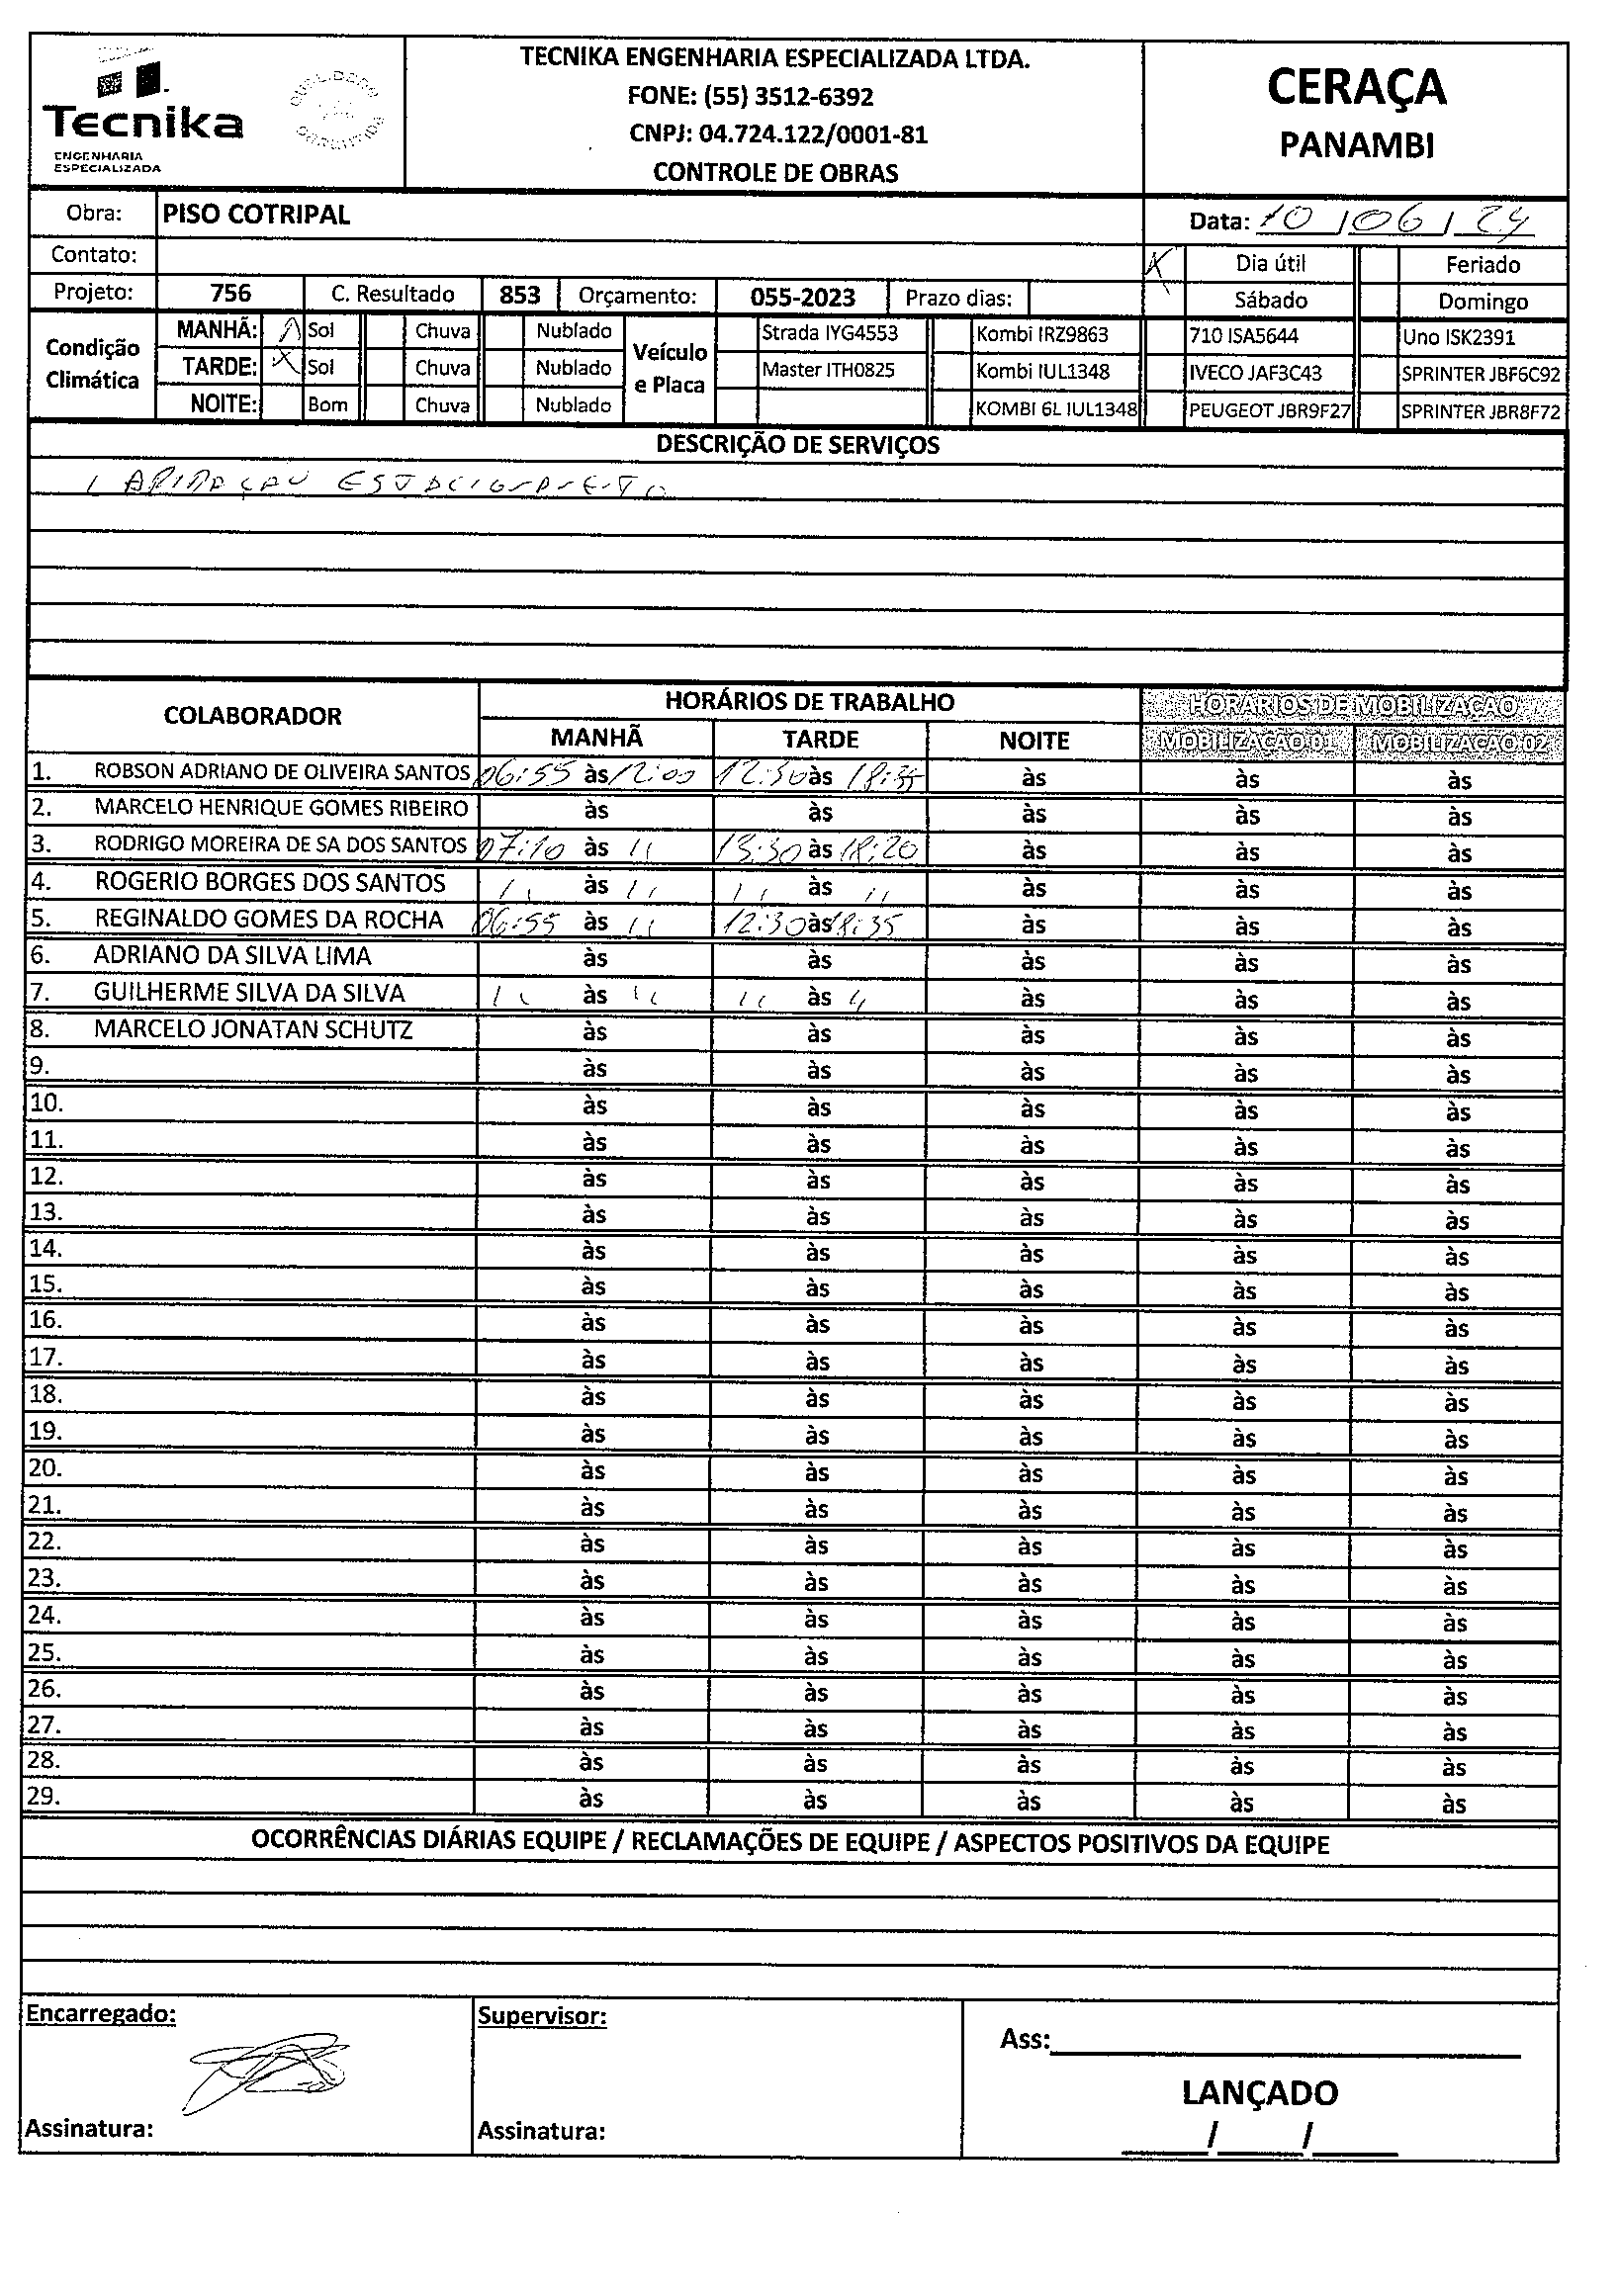 TECNIKA ENGENHARIA ESPECIALIZADA LTDA.
FONE: (55) 3512-6392
CNPJ: 04.724.122/0001-81
CONTROLE DE OBRAS
Tecnika
ENGENHARIA
ESPECIALIZADA
CERAÇA
PANAMBI
Obra: PISO COTRIPAL Data: 10/06/24
Contato: X Dia útil Feriado
Projeto: 756 C. Resultado 853 Orçamento: 055-2023 Prazo dias: Sábado Domingo
Condição Climática
Veículo e Placa
MANHÃ: X Sol Chuva Nublado Strada IYG4553 Kombi IRZ9863 710 ISA5644 Uno ISK2391
TARDE: X Sol Chuva Nublado Master ITH0825 Kombi IUL1348 IVECO JAF3C43 SPRINTER JBF6C92
NOITE: Bom Chuva Nublado KOMBI 6L IUL1348 PEUGEOT JBR9F27 SPRINTER JBR8F72
DESCRIÇÃO DE SERVIÇOS
COLABORADOR HORÁRIOS DE TRABALHO HORÁRIOS DE MOBILIZAÇÃO
MANHÃ TARDE NOITE MOBILIZAÇÃO 01 MOBILIZAÇÃO 02
1. ROBSON ADRIANO DE OLIVEIRA SANTOS 06:55 às 12:00 12:30 às 18:35 às às às
2. MARCELO HENRIQUE GOMES RIBEIRO às às às às às
3. RODRIGO MOREIRA DE SA DOS SANTOS 07:10 às 11 13:30 às 18:20 às às às
4. ROGERIO BORGES DOS SANTOS 11 às 11 11 às 11 às às às
5. REGINALDO GOMES DA ROCHA 06:55 às 11 12:30 às 18:35 às às às
6. ADRIANO DA SILVA LIMA às às às às às
7. GUILHERME SILVA DA SILVA 11 às 11 11 às 11 às às às
8. MARCELO JONATAN SCHUTZ às às às às às
9. às às às às às
10. às às às às às
11. às às às às às
12. às às às às às
13. às às às às às
14. às às às às às
15. às às às às às
16. às às às às às
17. às às às às às
18. às às às às às
19. às às às às às
20. às às às às às
21. às às às às às
22. às às às às às
23. às às às às às
24. às às às às às
25. às às às às às
26. às às às às às
27. às às às às às
28. às às às às às
29. às às às às às
OCORRÊNCIAS DIÁRIAS EQUIPE / RECLAMAÇÕES DE EQUIPE / ASPECTOS POSITIVOS DA EQUIPE
Encarregado: Supervisor:
Ass:
LANÇADO
Assinatura: Assinatura: / /